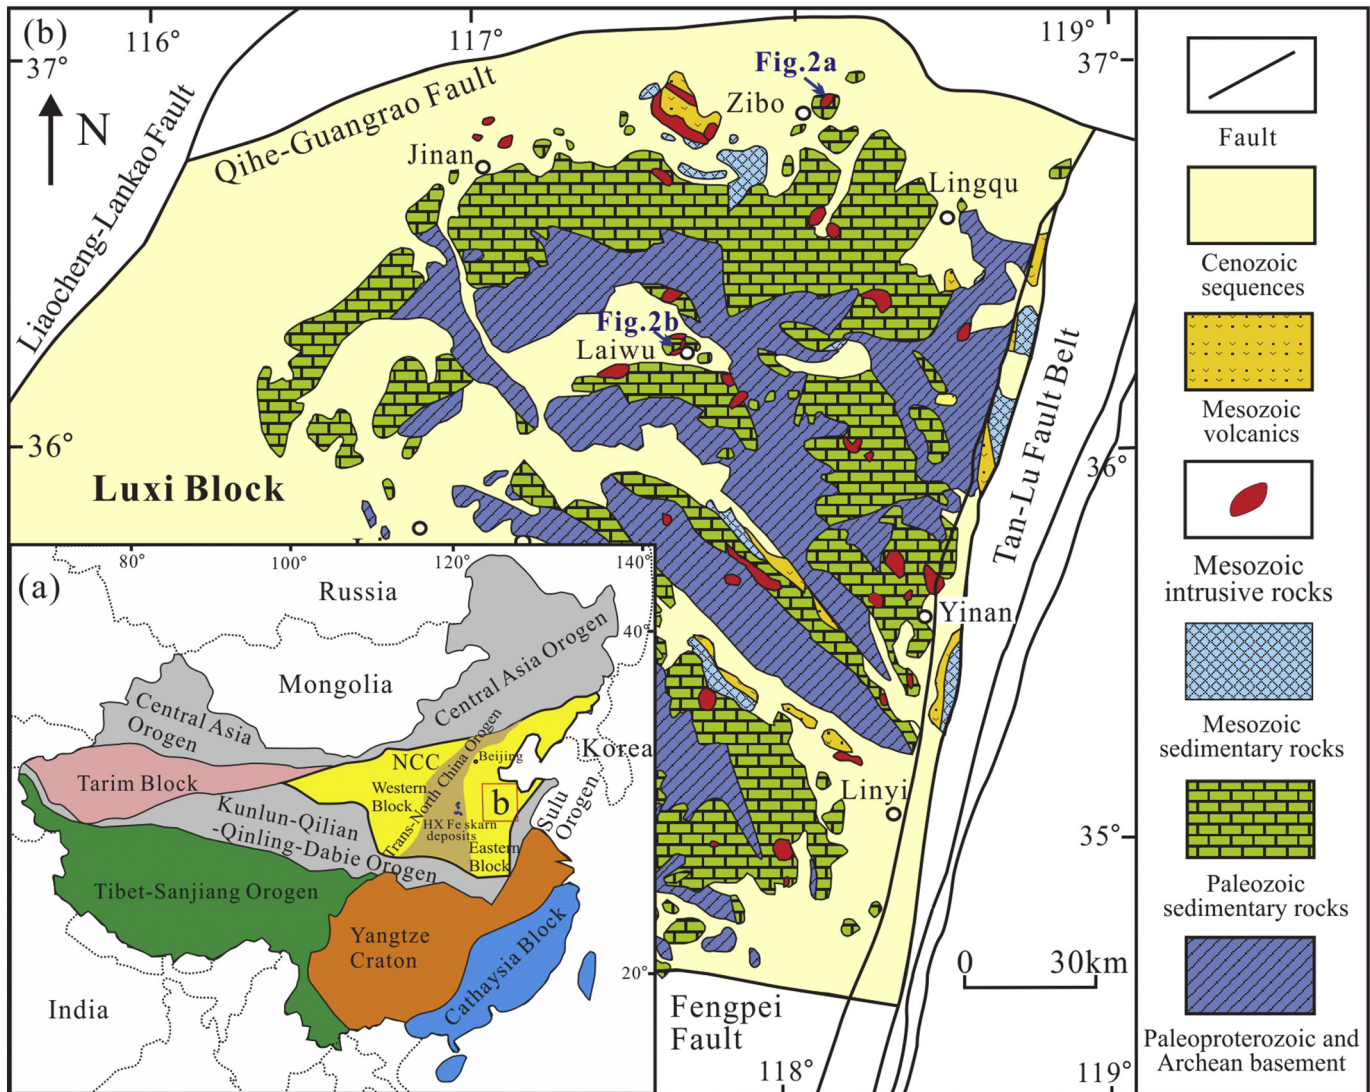 (b)
116°
117°
119°
37°
37°
N
Liaocheng-Lankao Fault
Qihe-Guangrao Fault
Fig.2a
Zibo
Jinan
Lingqu
Fig.2b
Laiwu
36°
36°
Luxi Block
Tan-Lu Fault Belt
Yinan
Linyi
35°
0 30km
Fengpei
Fault
118°
119°
(a)
80°
100°
120°
140°
Russia
40°
Mongolia
Central Asia Orogen
Central Asia
Orogen
Korea
NCC
Beijing
Trans-North China Orogen
Tarim Block
Western
Block
b
HX Fe skarn
deposits
Eastern
Block
Sulu
Orogen
Kunlun-Qilian
-Qinling-Dabie Orogen
Tibet-Sanjiang Orogen
Yangtze
Craton
Cathaysia Block
20°
India
Fault
Cenozoic
sequences
Mesozoic
volcanics
Mesozoic
intrusive rocks
Mesozoic
sedimentary rocks
Paleozoic
sedimentary rocks
Paleoproterozoic and
Archean basement